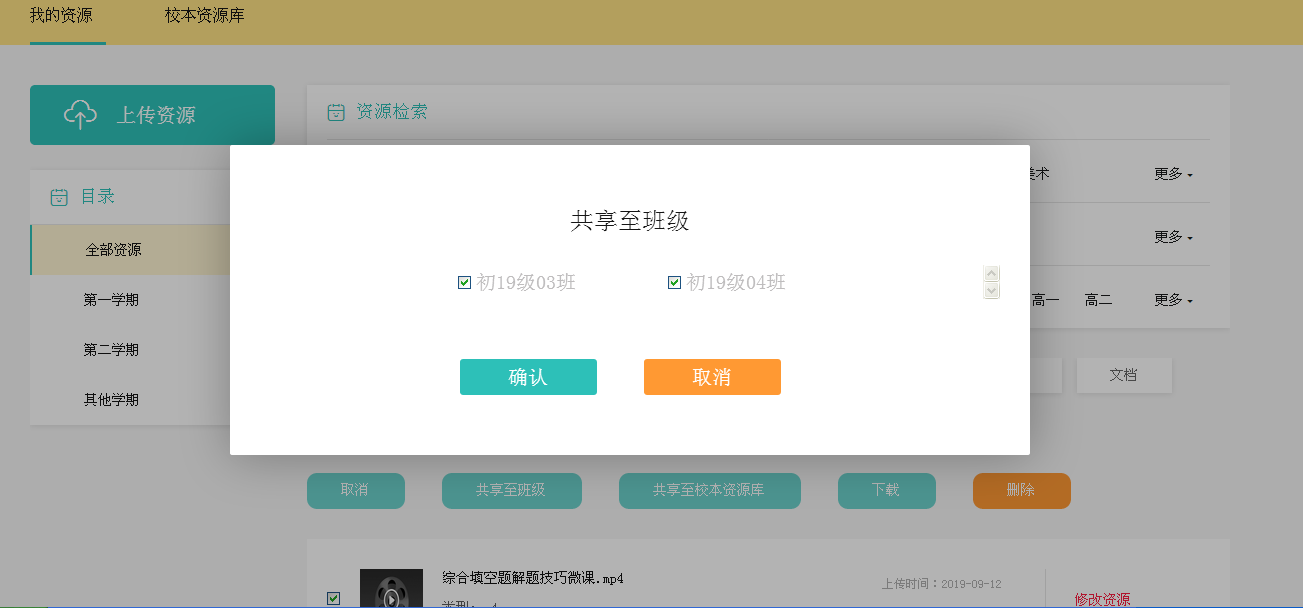 我的资源 校本资源库
上传资源
资源检索
目录
美术 更多
全部资源
共享至班级
更多
初19级03班 初19级04班
第一学期
高一 高二 更多
第二学期
确认 取消
文档
其他学期
取消 共享至班级 共享至校本资源库 下载 删除
综合填空题解题技巧微课.mp4
上传时间：2019-09-12
修改资源